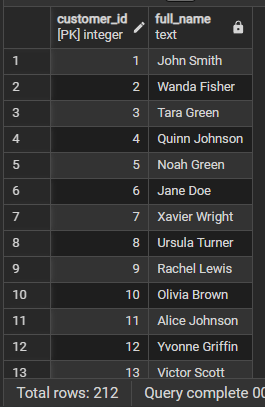 customer_id full_name
[PK] integer text
1 1 John Smith
2 2 Wanda Fisher
3 3 Tara Green
4 4 Quinn Johnson
5 5 Noah Green
6 6 Jane Doe
7 7 Xavier Wright
8 8 Ursula Turner
9 9 Rachel Lewis
10 10 Olivia Brown
11 11 Alice Johnson
12 12 Yvonne Griffin
13 13 Victor Scott
Total rows: 212 Query complete 00